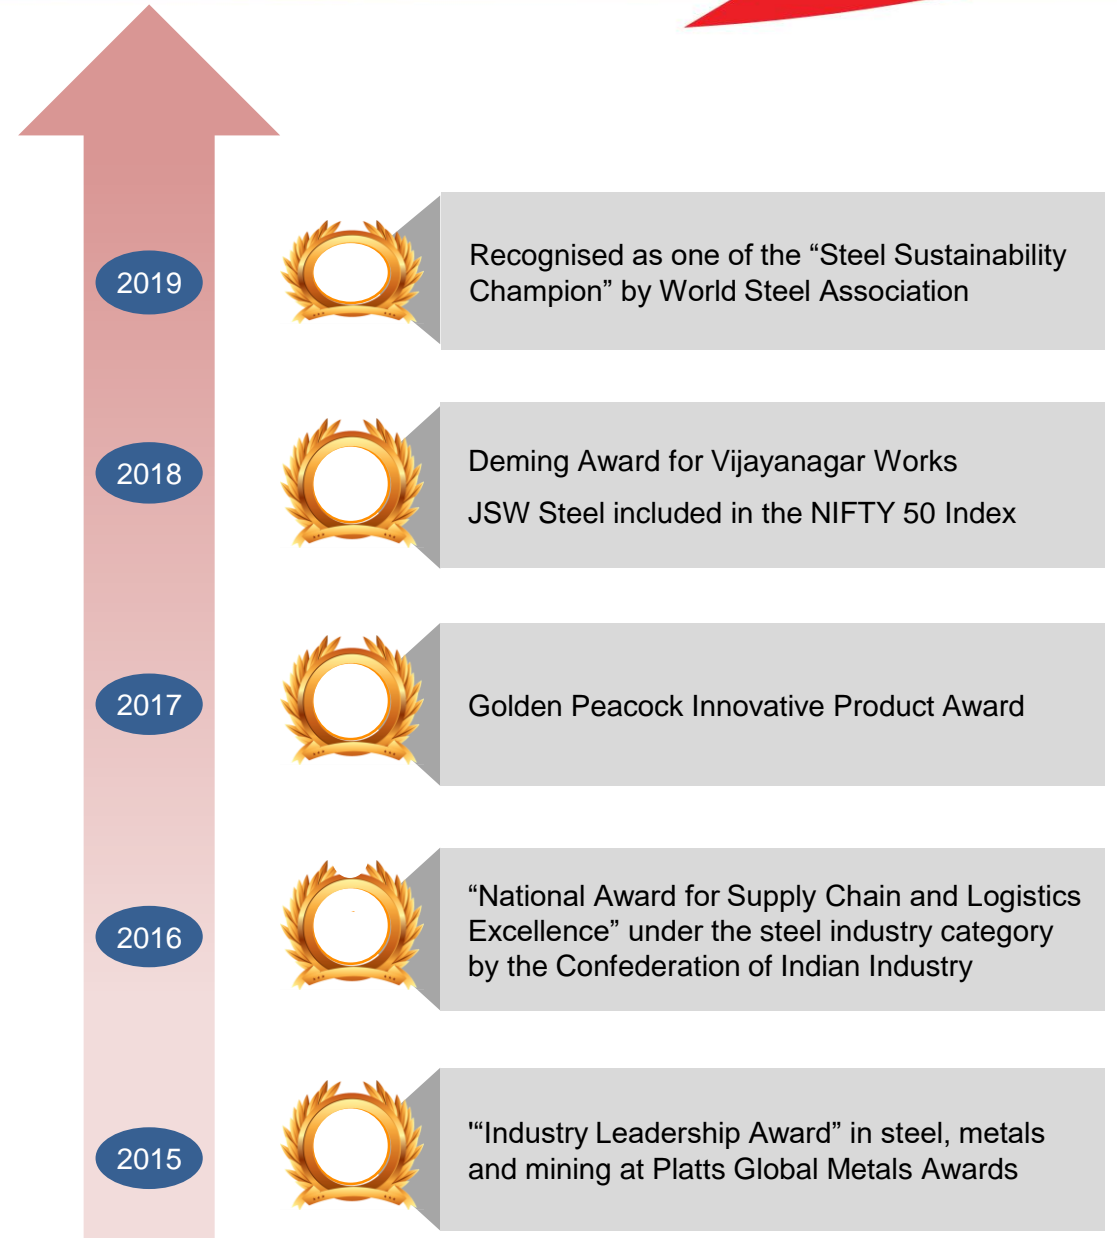 2019
Recognised as one of the “Steel Sustainability
Champion” by World Steel Association
2018
Deming Award for Vijayanagar Works
JSW Steel included in the NIFTY 50 Index
2017
Golden Peacock Innovative Product Award
2016
“National Award for Supply Chain and Logistics
Excellence” under the steel industry category
by the Confederation of Indian Industry
2015
'“Industry Leadership Award” in steel, metals
and mining at Platts Global Metals Awards